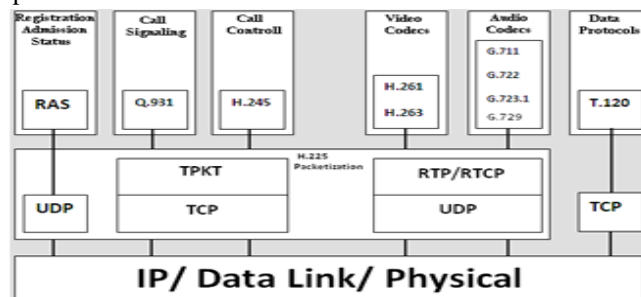 Registration
Admission
Status
RAS
Call
Signaling
Q.931
Call
Controll
H.245
Video
Codecs
H.261
H.263
Audio
Codecs
G.711
G.722
G.723.1
G.729
Data
Protocols
T.120
H.225
Packetization
UDP
TPKT
TCP
RTP/RTCP
UDP
TCP
IP/ Data Link/ Physical